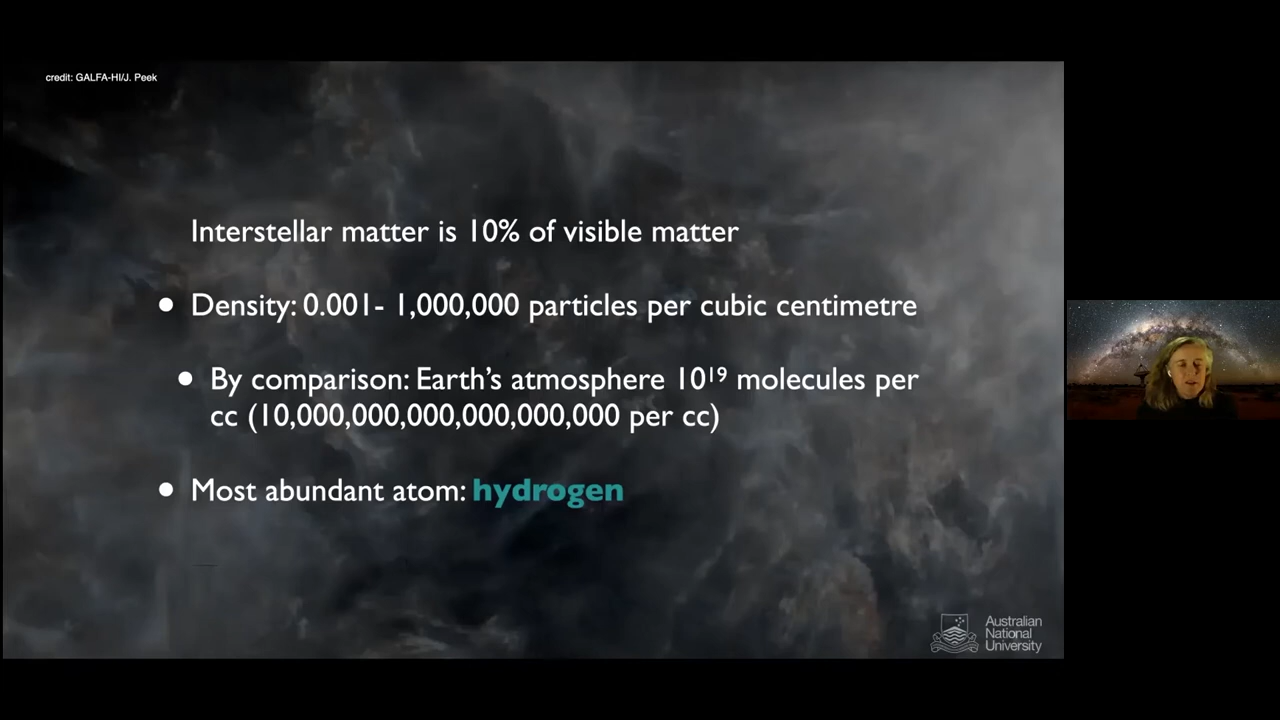 credit: GALFA-HI/J. Peek
Interstellar matter is 10% of visible matter
• Density: 0.001- 1,000,000 particles per cubic centimetre
• By comparison: Earth’s atmosphere 10¹⁹ molecules per
cc (10,000,000,000,000,000,000 per cc)
• Most abundant atom: hydrogen
Australian
National
University